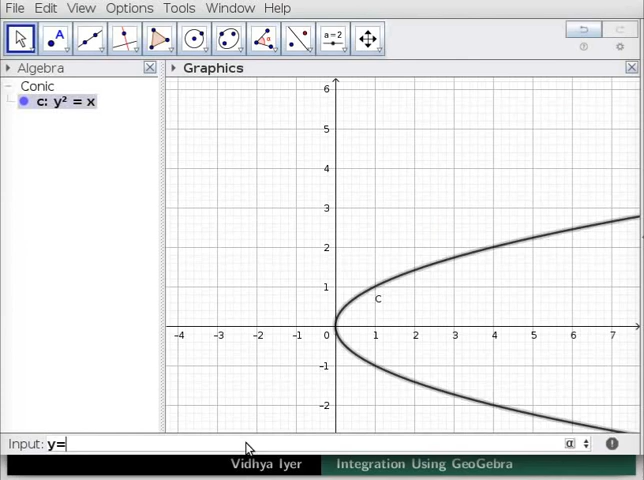 File Edit View Options Tools Window Help
A a=2
Algebra Graphics
Conic
c: y² = x
6
5
4
3
2
1
c
-4 -3 -2 -1 0 1 2 3 4 5 6 7
-1
-2
Input: y= α
Vidhya Iyer Integration Using GeoGebra